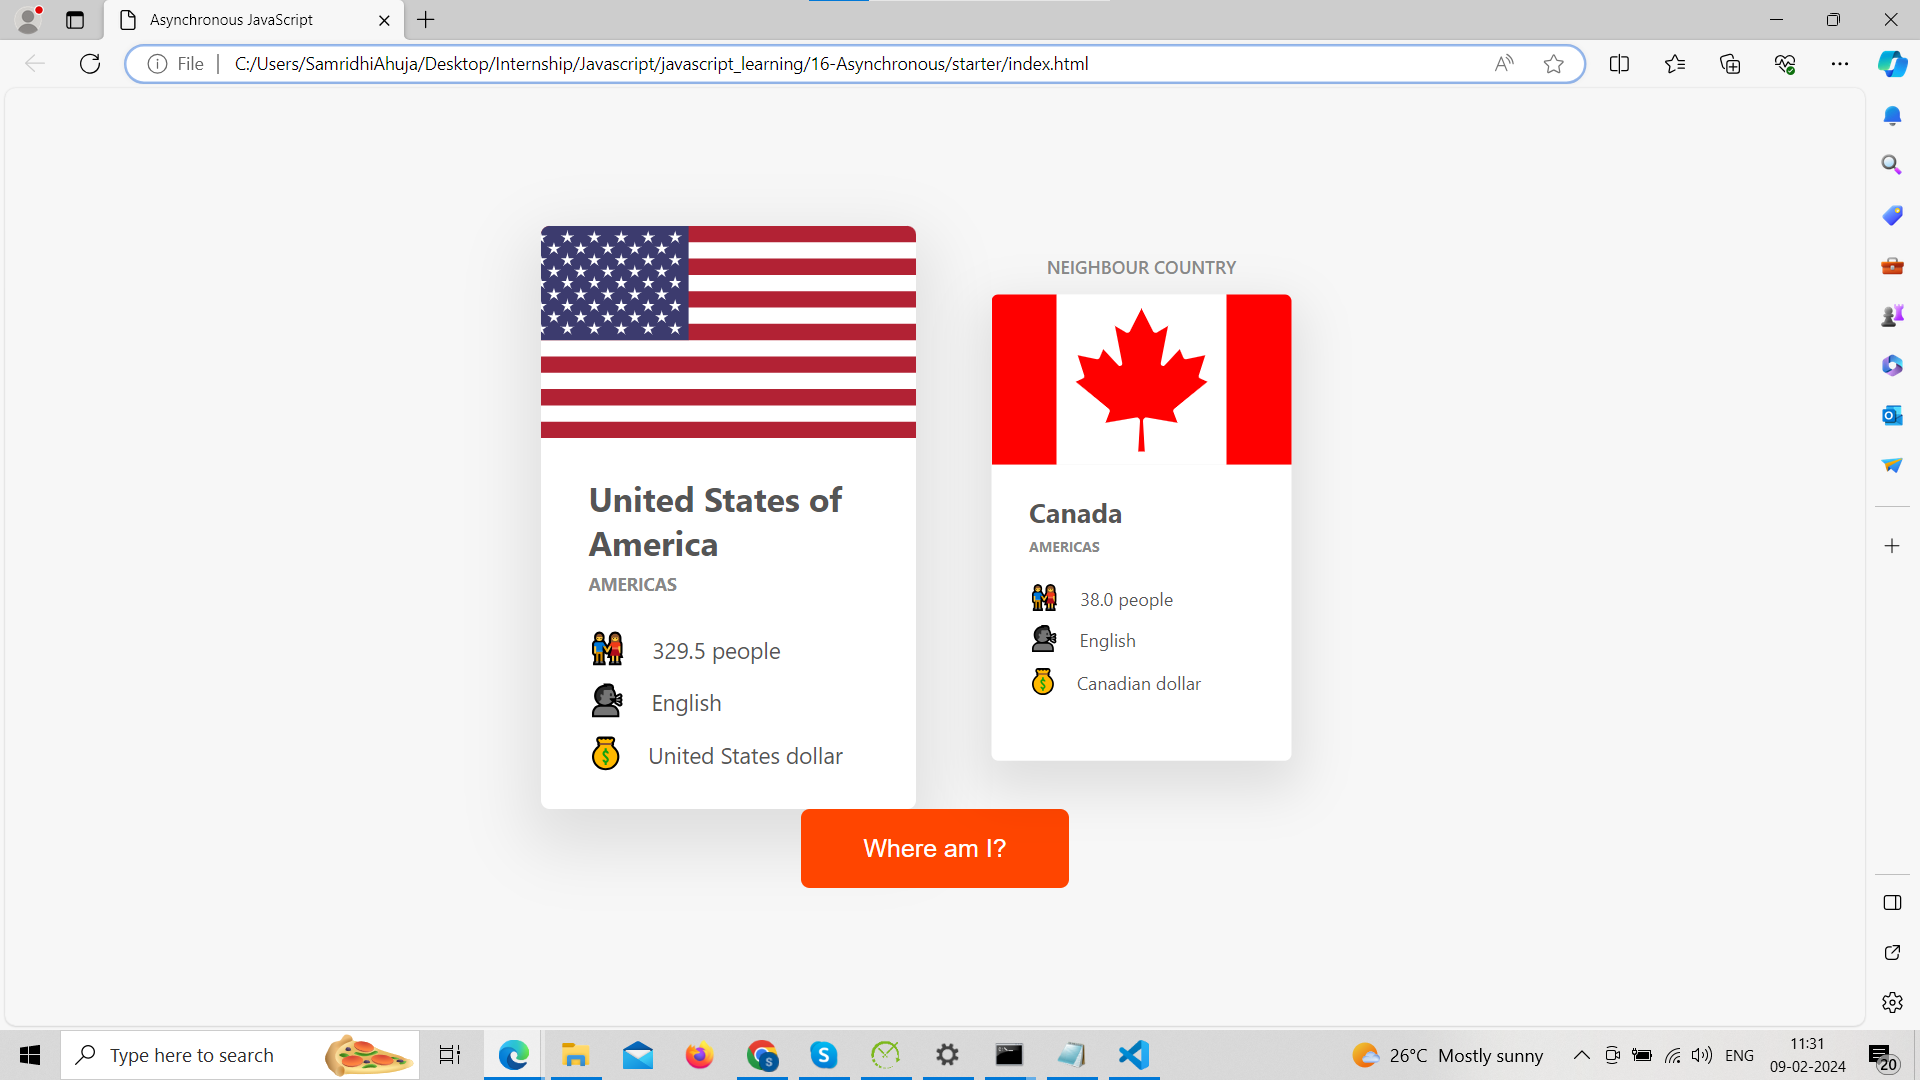 Asynchronous JavaScript
File
C:/Users/SamridhiAhuja/Desktop/Internship/Javascript/javascript_learning/16-Asynchronous/starter/index.html
United States of
America
AMERICAS
329.5 people
English
United States dollar
NEIGHBOUR COUNTRY
Canada
AMERICAS
38.0 people
English
Canadian dollar
Where am I?
Type here to search
S
26°C Mostly sunny
ENG
11:31
09-02-2024
20